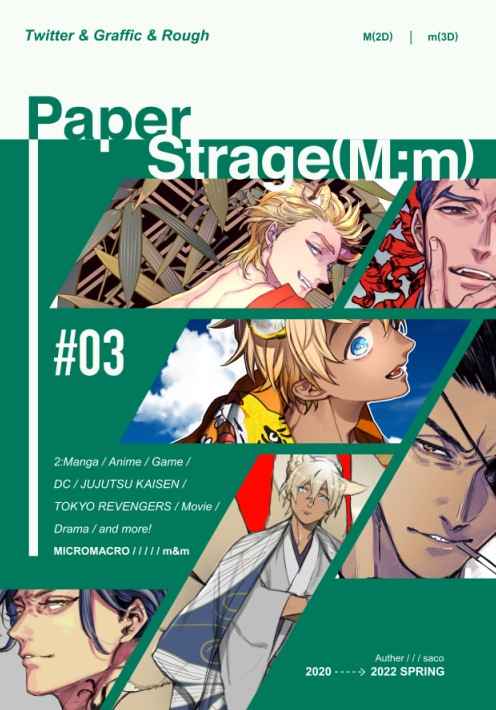 Twitter & Graffic & Rough
M(2D) | m(3D)
Paper
Strage(M;m)
#03
2:Manga / Anime / Game /
DC / JUJUTSU KAISEN /
TOKYO REVENGERS / Movie /
Drama / and more!
MICROMACRO / / / / / m&m
Auther / / / saco
2020 -----> 2022 SPRING